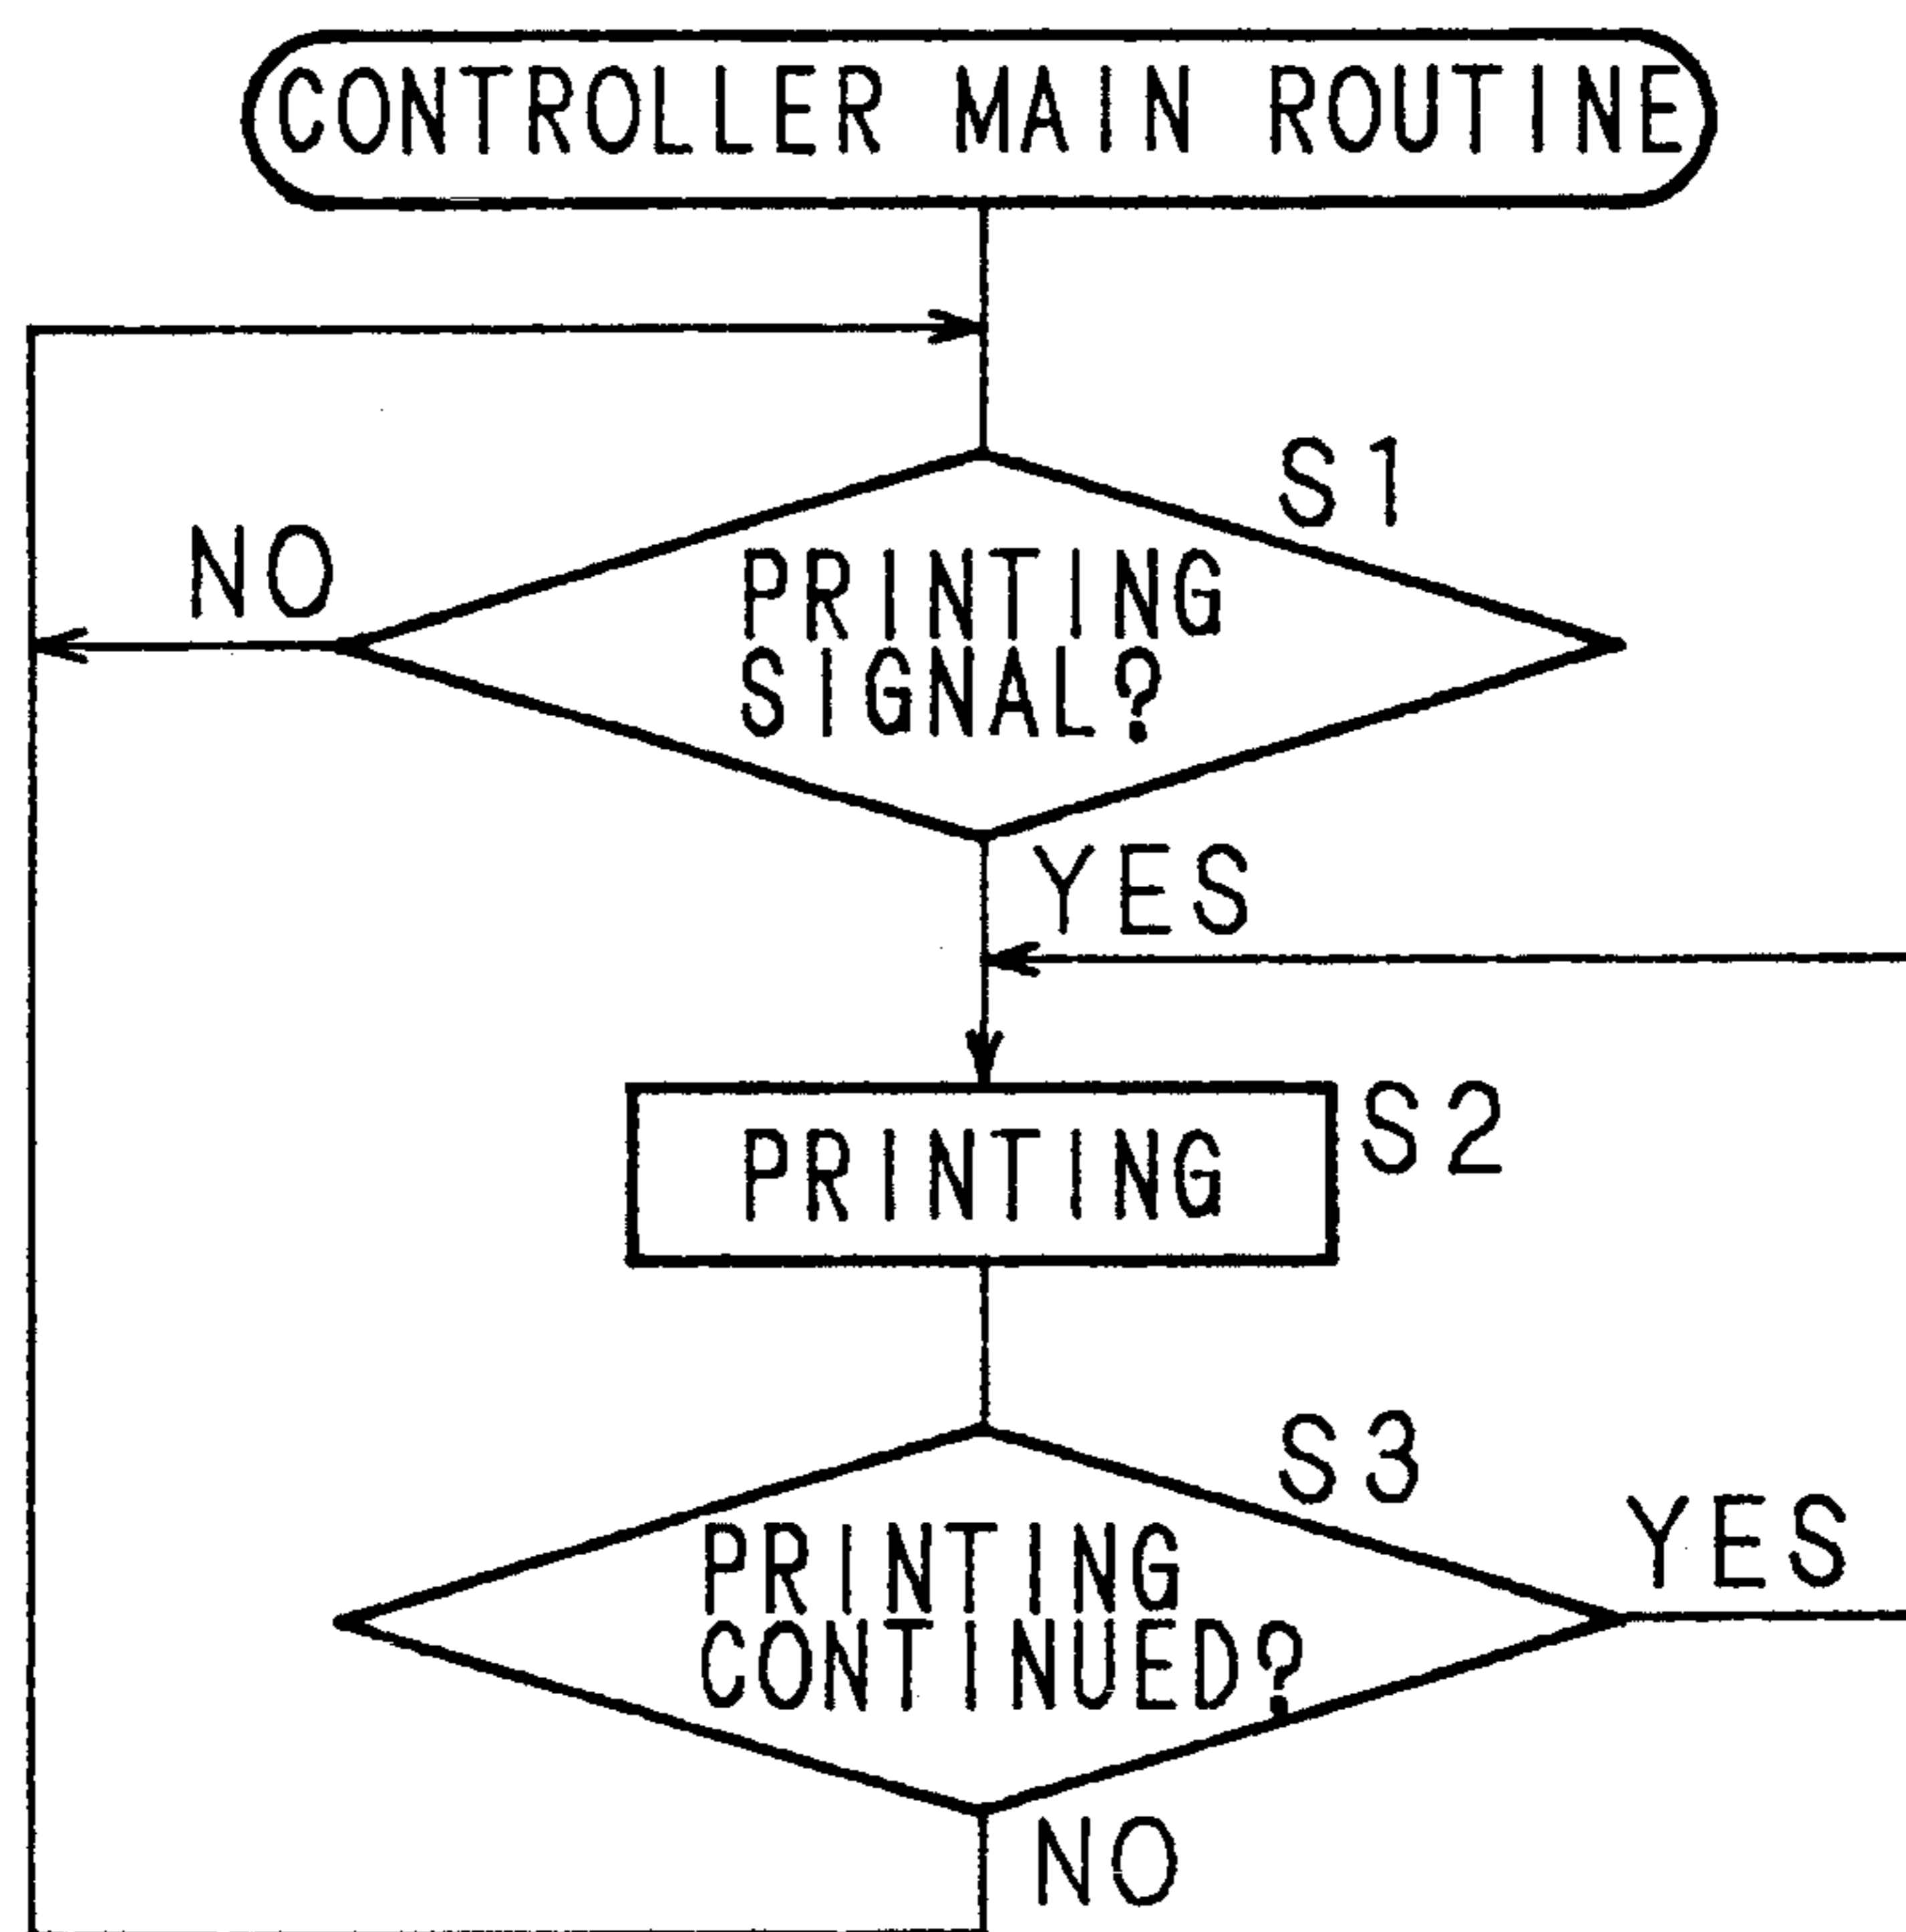 CONTROLLER MAIN ROUTINE
S1
NO
PRINTING
SIGNAL?
YES
PRINTING
S2
S3
PRINTING
CONTINUED?
YES
NO